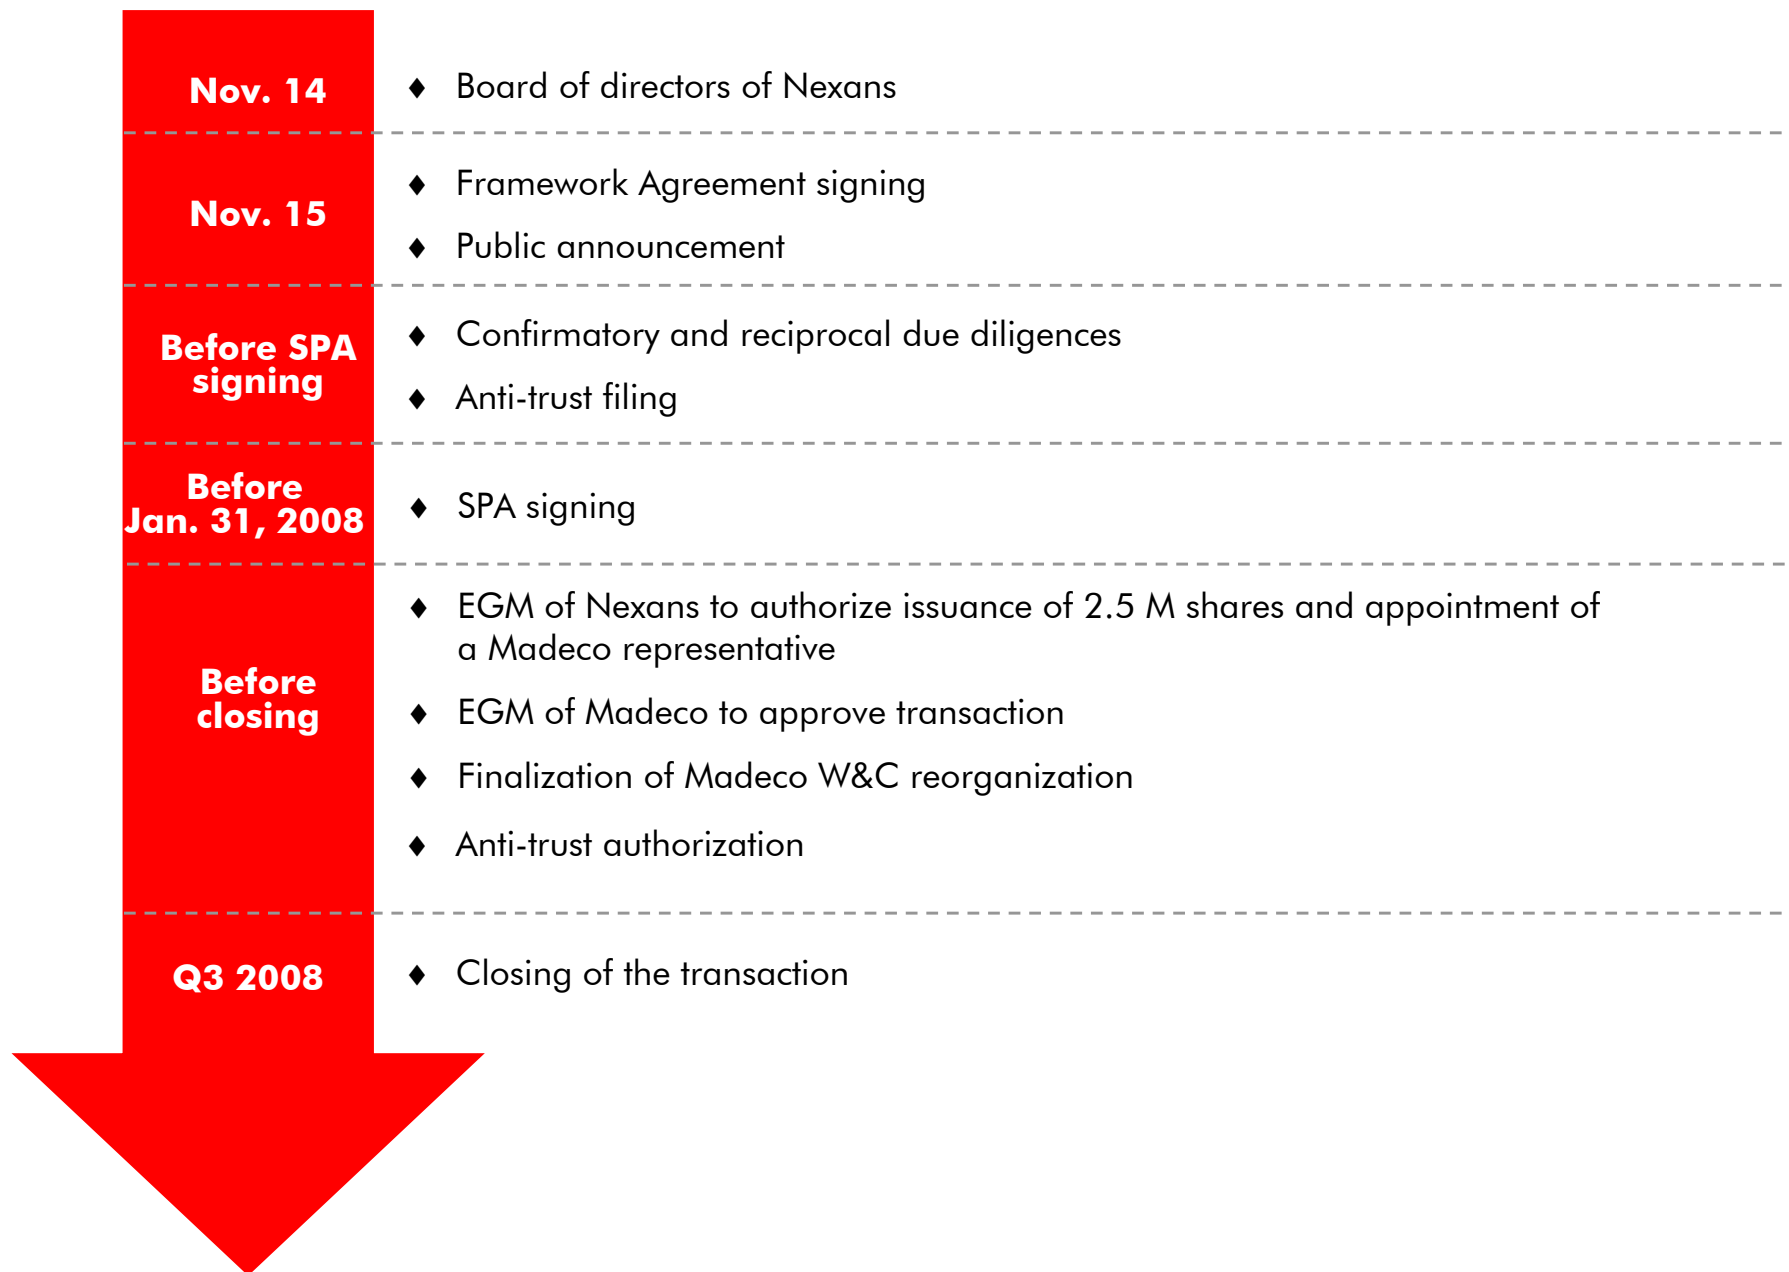 Nov. 14
♦ Board of directors of Nexans
Nov. 15
♦ Framework Agreement signing
♦ Public announcement
Before SPA
signing
♦ Confirmatory and reciprocal due diligences
♦ Anti-trust filing
Before
Jan. 31, 2008
♦ SPA signing
Before
closing
♦ EGM of Nexans to authorize issuance of 2.5 M shares and appointment of
a Madeco representative
♦ EGM of Madeco to approve transaction
♦ Finalization of Madeco W&C reorganization
♦ Anti-trust authorization
Q3 2008
♦ Closing of the transaction